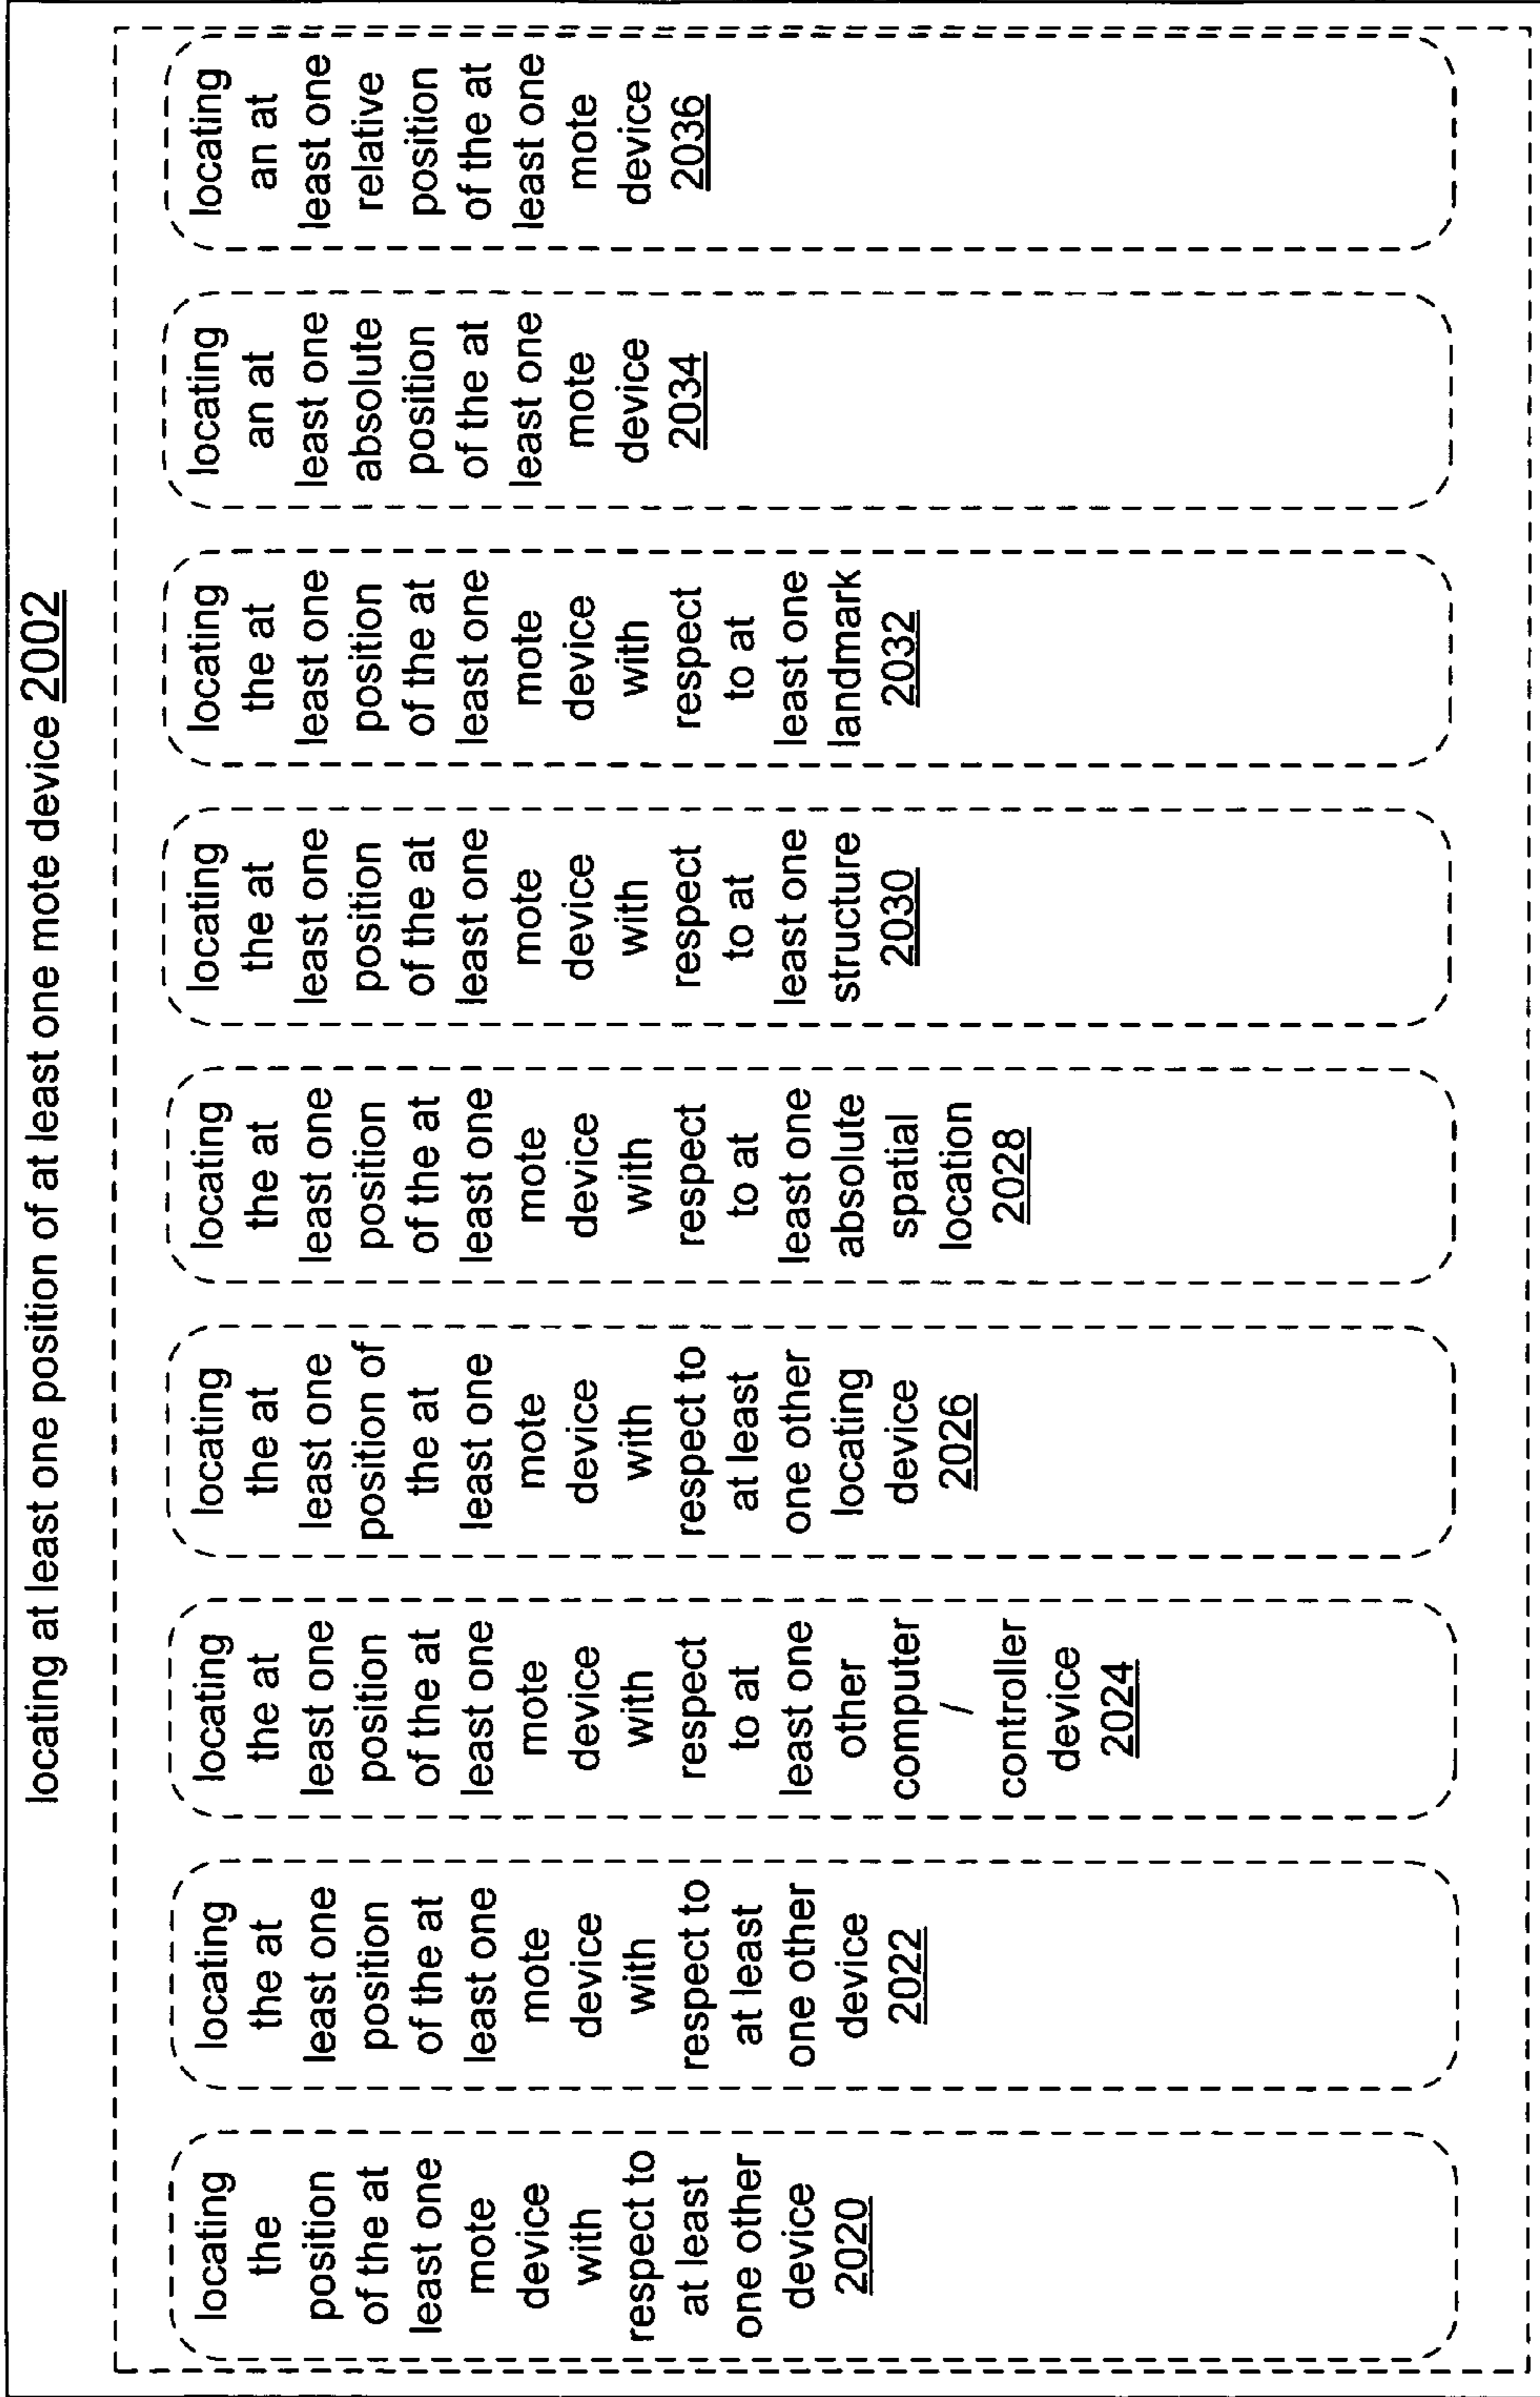 locating at least one position of at least one mote device 2002
locating
the
position
of the at
least one
mote
device
with
respect to
at least
one other
device
2020
locating
the at
least one
position
of the at
least one
mote
device
with
respect to
at least
one other
device
2022
locating
the at
least one
position
of the at
least one
mote
device
with
respect
to at
least one
other
computer
/
controller
device
2024
locating
the at
least one
position of
the at
least one
mote
device
with
respect to
at least
one other
locating
device
2026
locating
the at
least one
position
of the at
least one
mote
device
with
respect
to at
least one
absolute
spatial
location
2028
locating
the at
least one
position
of the at
least one
mote
device
with
respect
to at
least one
structure
2030
locating
the at
least one
position
of the at
least one
mote
device
with
respect
to at
least one
landmark
2032
locating
an at
least one
absolute
position
of the at
least one
mote
device
2034
locating
an at
least one
relative
position
of the at
least one
mote
device
2036